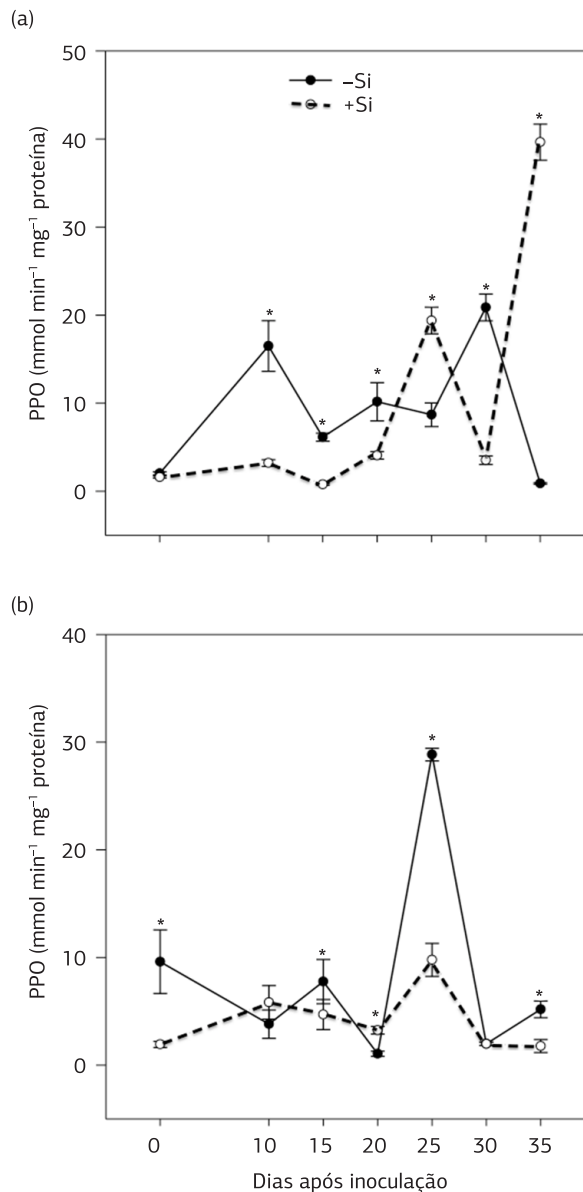 (a)
50
40
30
20
10
0
PPO (mmol min⁻¹ mg⁻¹ proteína)
–Si
+Si
*
*
*
*
*
*
*
(b)
40
30
20
10
0
PPO (mmol min⁻¹ mg⁻¹ proteína)
*
*
*
*
*
0 10 15 20 25 30 35
Dias após inoculação